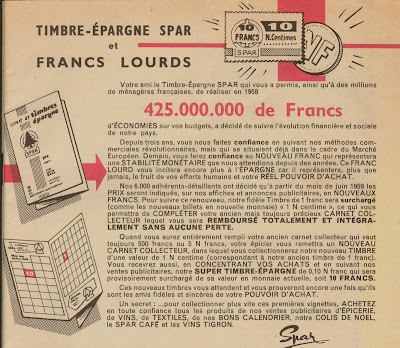 TIMBRE-ÉPARGNE SPAR
et
FRANCS LOURDS
10
FRANCS
SPAR
10
N.Centimes
NF
Votre ami le Timbre-Épargne SPAR qui vous a permis, ainsi qu'à des millions
de ménagères françaises, de réaliser en 1958
425.000.000 de Francs
d'ÉCONOMIES sur vos budgets, a décidé de suivre l'évolution financière et sociale
de notre pays.
Depuis trois ans, vous nous faites confiance en suivant nos méthodes com-
merciales révolutionnaires, mais qui se situaient déjà dans le cadre du Marché
Européen. Demain, vous ferez confiance au NOUVEAU FRANC qui représentera
une STABILITÉ MONÉTAIRE que nous attendions depuis des années. Ce FRANC
LOURD vous incitera encore plus à l'ÉPARGNE car il représentera, plus que
jamais, le fruit de vos efforts humains et votre RÉEL POUVOIR D'ACHAT.
Nos 6.000 adhérents-détaillants ont décidé qu'à partir du mois de juin 1959 les
PRIX seront indiqués, sur nos affiches et annonces publicitaires, en NOUVEAUX
FRANCS. Pour suivre ce renouveau, notre fidèle Timbre de 1 franc sera surchargé
(comme les nouveaux billets en nouvelle monnaie) « 1 N centime », ce qui vous
permettra de COMPLÉTER votre ancien mais toujours précieux CARNET COL-
LECTEUR lequel vous sera REMBOURSÉ TOTALEMENT ET INTÉGRA-
LEMENT SANS AUCUNE PERTE.
Quand vous aurez entièrement rempli votre ancien carnet collecteur qui vaut
toujours 500 francs ou 5 N francs, votre épicier vous remettra un NOUVEAU
CARNET COLLECTEUR, dans lequel vous collectionnerez notre nouveau TIMBRE
d'une valeur de 1 N centime (correspondant à notre ancien timbre de 1 franc).
Vous recevrez aussi, en CONCENTRANT VOS ACHATS et en suivant nos
ventes publicitaires, notre SUPER TIMBRE-ÉPARGNE de 0,10 N franc qui sera
provisoirement surchargé de sa valeur monnaie actuelle, soit 10 FRANCS.
Ces nouveaux timbres vous attendent et vous prouveront encore une fois qu'ils
sont les amis fidèles et sincères de votre POUVOIR D'ACHAT.
Un secret : ...pour collectionner plus vite ces précieuses vignettes, ACHETEZ
en toute confiance tous les produits de nos ventes publicitaires d'ÉPICERIE,
de VINS, de TEXTILES, de nos BONS CALENDRIER, notre COLIS DE NOEL,
le SPAR CAFÉ et les VINS TIGRON.
Spar
timbres
épargne
SPAR
10